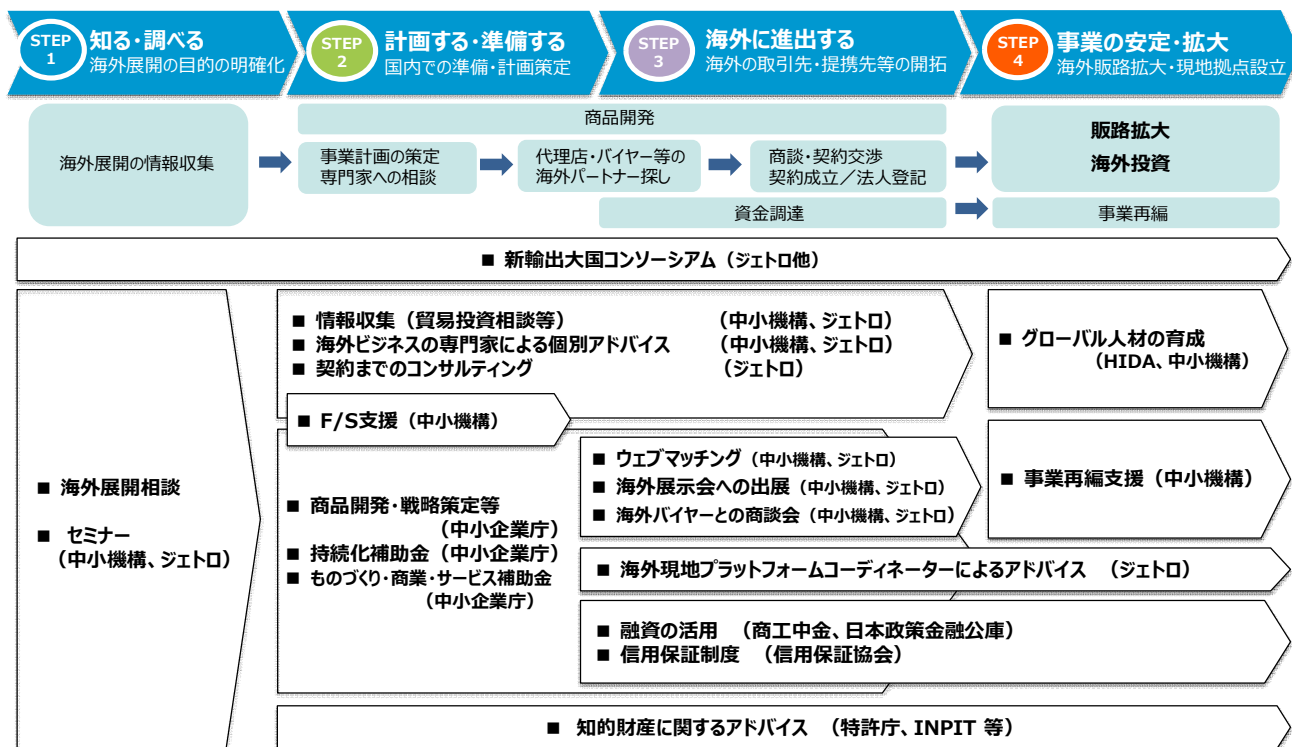 STEP
1
知る・調べる
海外展開の目的の明確化
STEP
2
計画する・準備する
国内での準備・計画策定
STEP
3
海外に進出する
海外の取引先・提携先等の開拓
STEP
4
事業の安定・拡大
海外販路拡大・現地拠点設立
海外展開の情報収集
商品開発
事業計画の策定
専門家への相談
代理店・バイヤー等の
海外パートナー探し
商談・契約交渉
契約成立／法人登記
資金調達
販路拡大
海外投資
事業再編
■ 新輸出大国コンソーシアム（ジェトロ他）
■ 海外展開相談
■ セミナー
（中小機構、ジェトロ）
■ 情報収集（貿易投資相談等） （中小機構、ジェトロ）
■ 海外ビジネスの専門家による個別アドバイス （中小機構、ジェトロ）
■ 契約までのコンサルティング （ジェトロ）
■ F/S支援（中小機構）
■ 商品開発・戦略策定等
（中小企業庁）
■ 持続化補助金（中小企業庁）
■ ものづくり・商業・サービス補助金
（中小企業庁）
■ ウェブマッチング（中小機構、ジェトロ）
■ 海外展示会への出展（中小機構、ジェトロ）
■ 海外バイヤーとの商談会（中小機構、ジェトロ）
■ グローバル人材の育成
（HIDA、中小機構）
■ 事業再編支援（中小機構）
■ 海外現地プラットフォームコーディネーターによるアドバイス （ジェトロ）
■ 融資の活用 （商工中金、日本政策金融公庫）
■ 信用保証制度 （信用保証協会）
■ 知的財産に関するアドバイス （特許庁、INPIT 等）